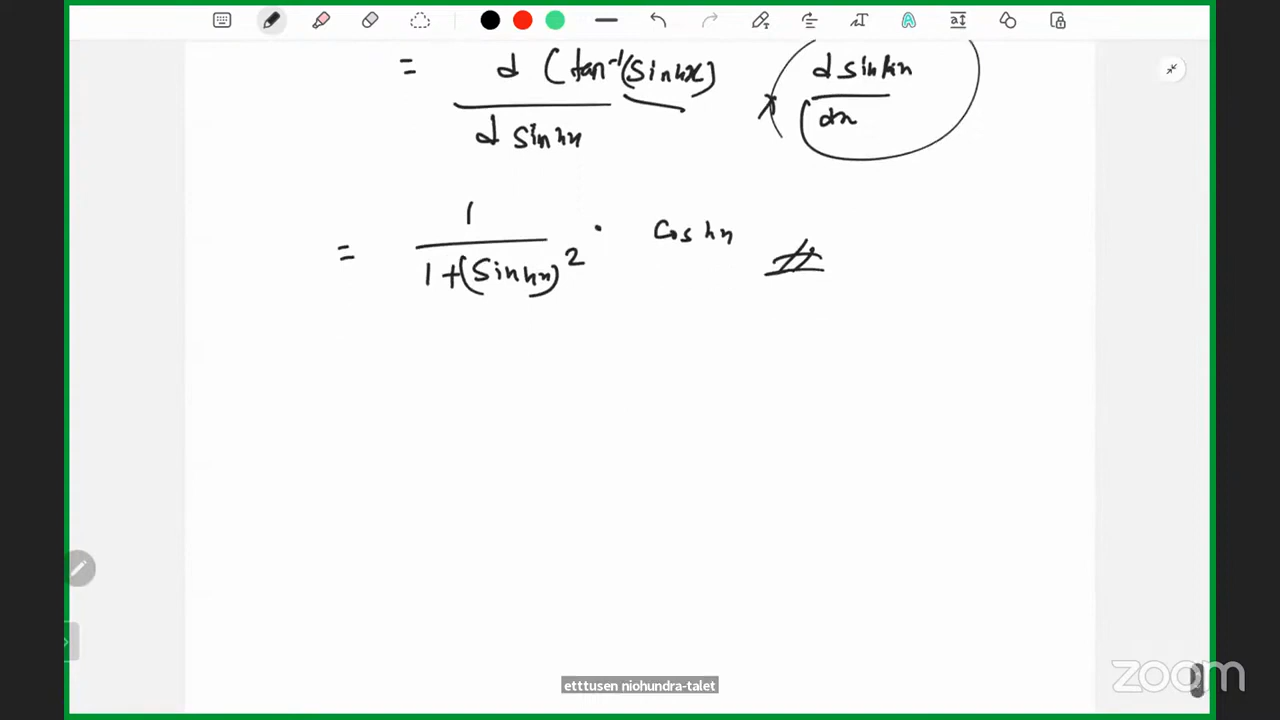 = d (tan⁻¹(Sinhx) d sinhx
d sinhx dx
= 1 / 1+(Sinhx)² · Coshx
etttusen niohundra-talet
zoom